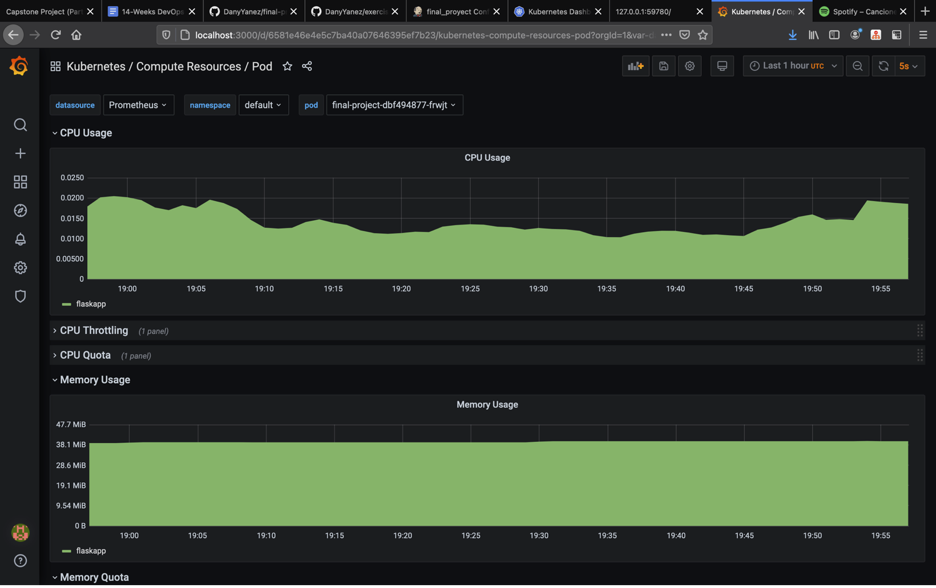 Capstone Project (Par 14-Weeks DevOps DanyYanez/final-p DanyYanez/exerci final_proyect Con Kubernetes Dashb 127.0.0.1:59780/ Kubernetes / Com Spotify – Cancione
localhost:3000/d/6581e46e4e5c7ba40a07646395ef7b23/kubernetes-compute-resources-pod?orgId=1&var-d
Kubernetes / Compute Resources / Pod Last 1 hour UTC 5s
datasource Prometheus namespace default pod final-project-dbf494877-frwjt
CPU Usage
CPU Usage
0.0250
0.0200
0.0150
0.0100
0.00500
0
19:00 19:05 19:10 19:15 19:20 19:25 19:30 19:35 19:40 19:45 19:50 19:55
flaskapp
CPU Throttling (1 panel)
CPU Quota (1 panel)
Memory Usage
Memory Usage
47.7 MiB
38.1 MiB
28.6 MiB
19.1 MiB
9.54 MiB
0 B
19:00 19:05 19:10 19:15 19:20 19:25 19:30 19:35 19:40 19:45 19:50 19:55
flaskapp
Memory Quota